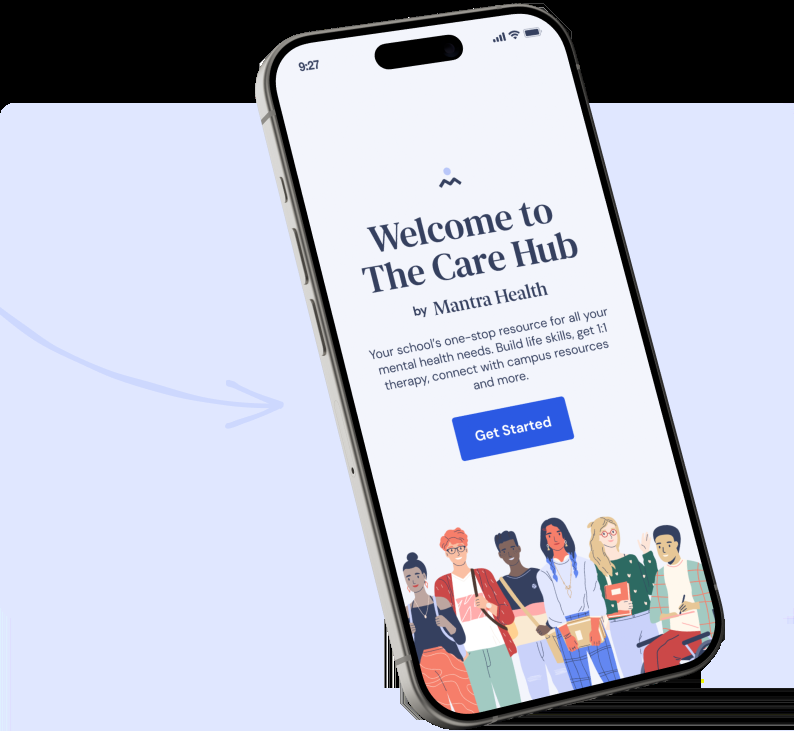 9:27
Welcome to
The Care Hub
by Mantra Health
Your school's one-stop resource for all your
mental health needs. Build life skills, get 1:1
therapy, connect with campus resources
and more.
Get Started